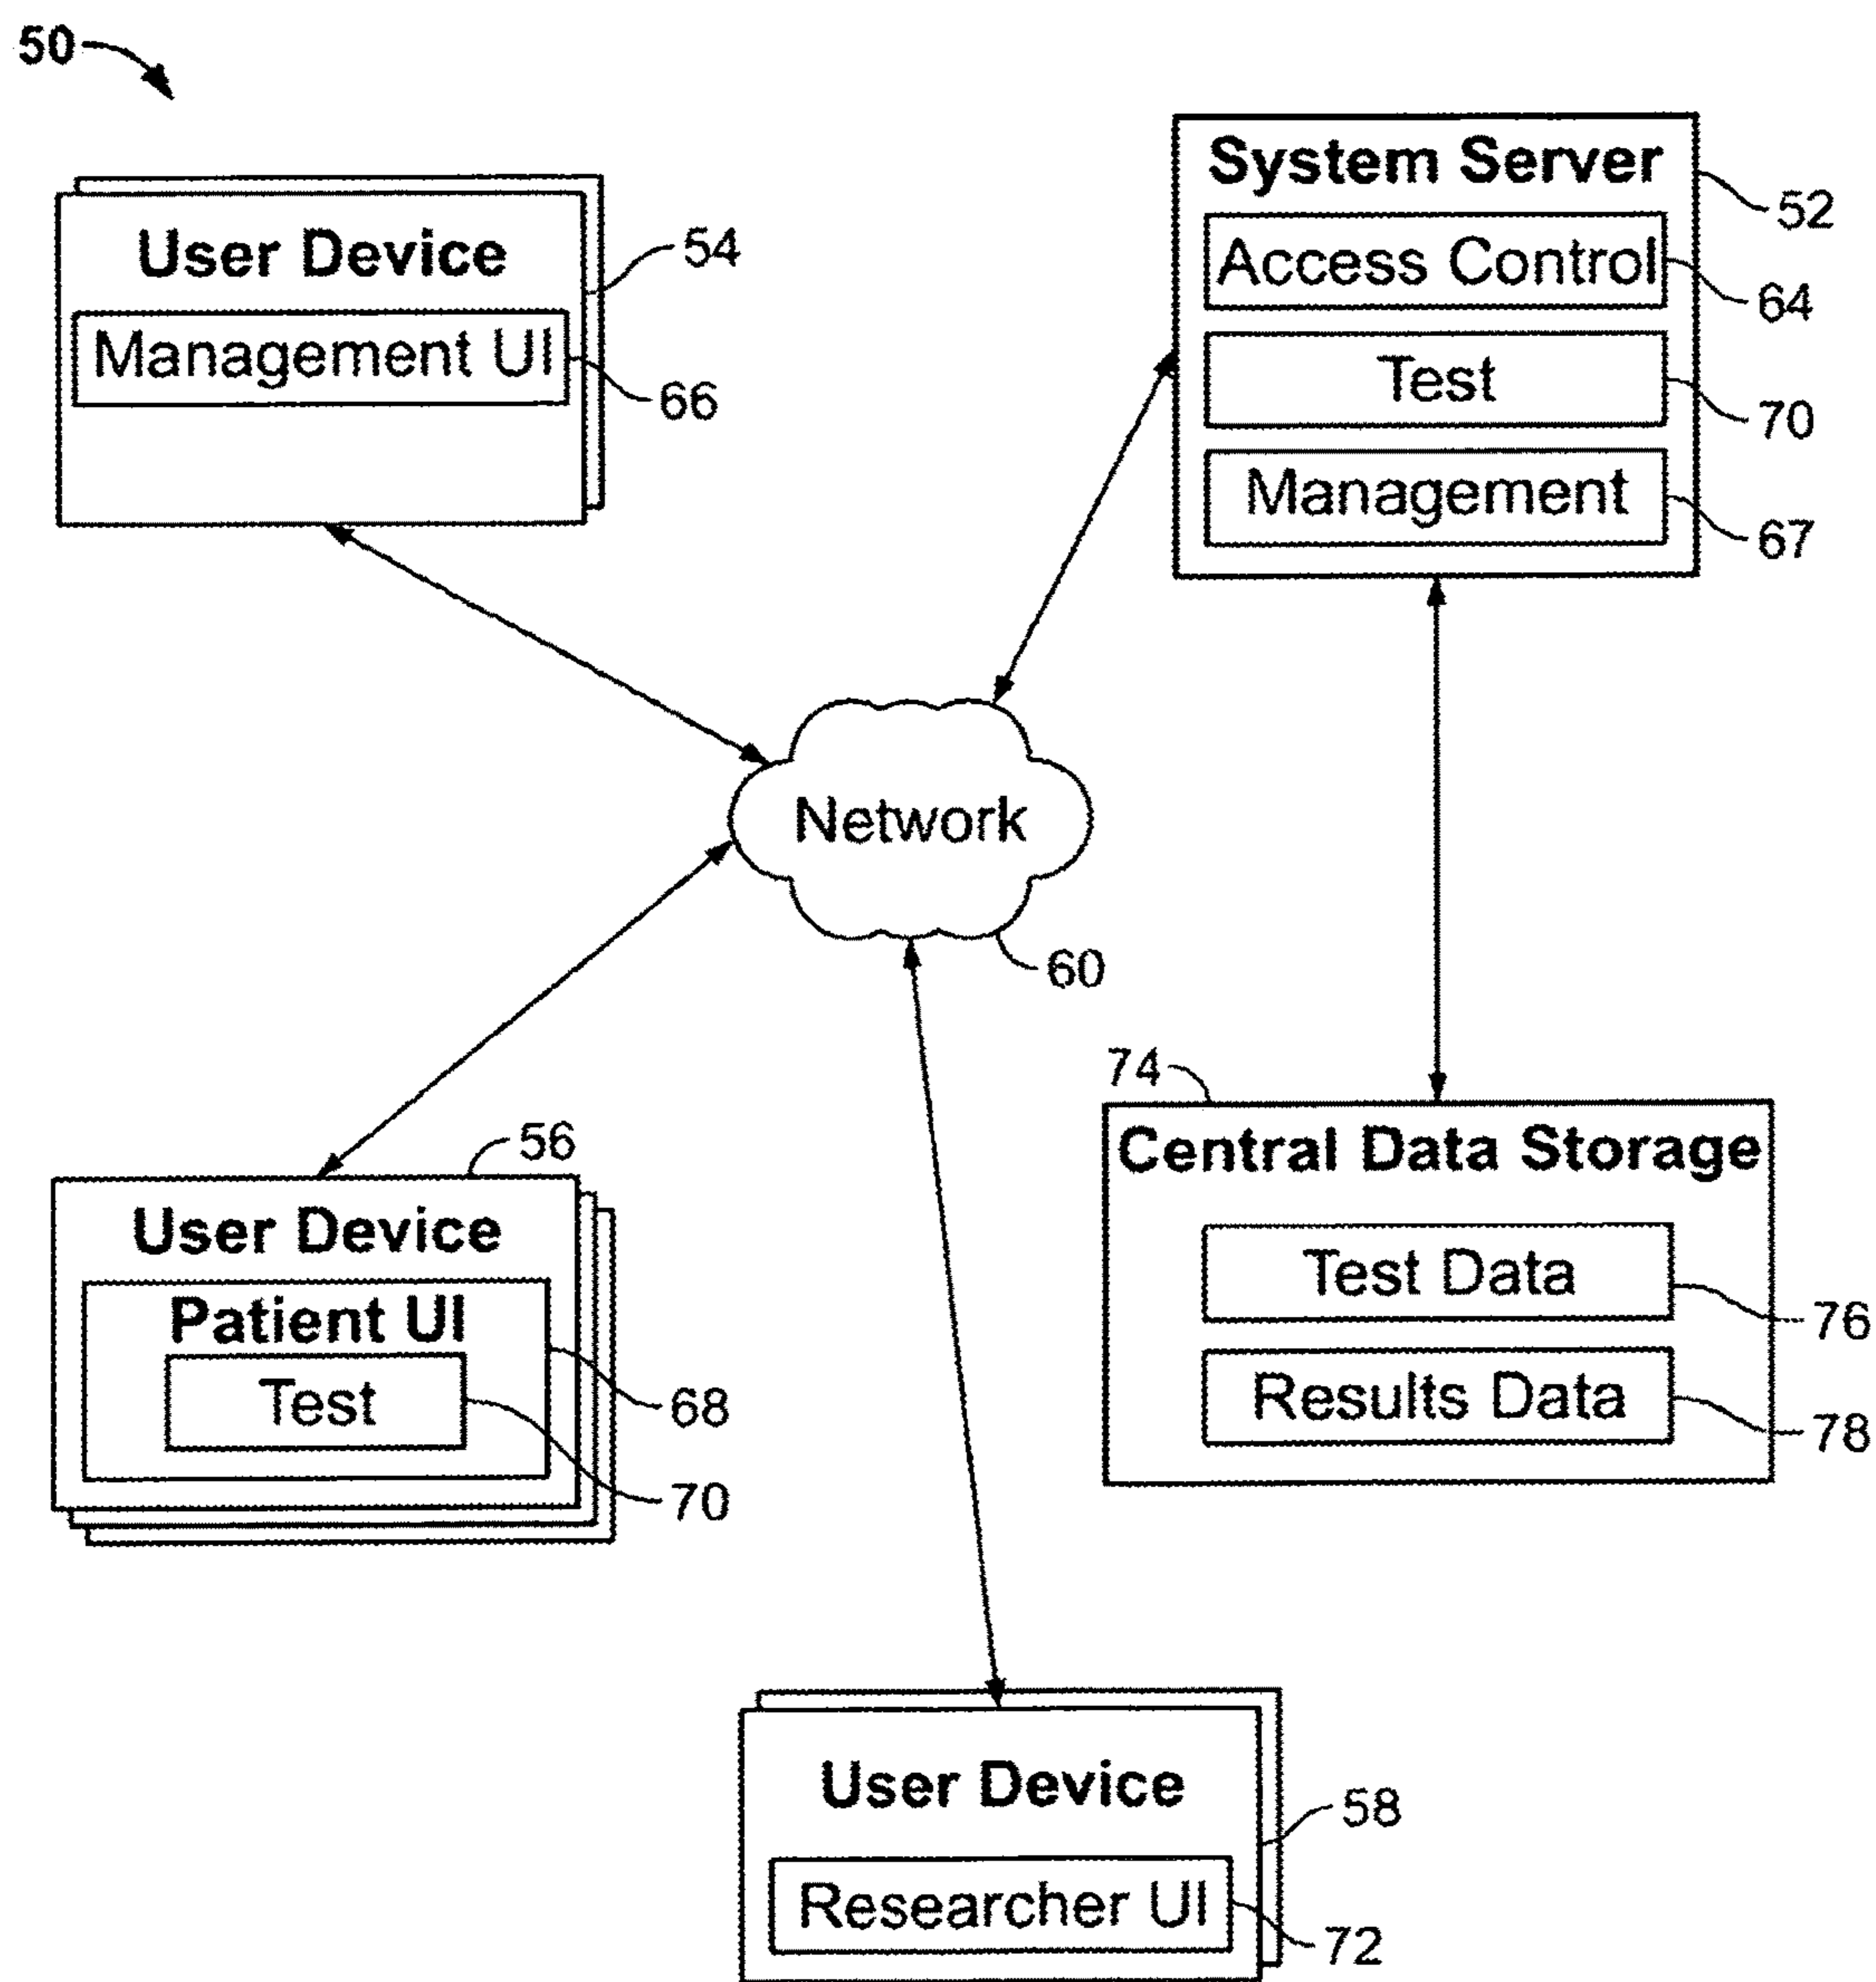 50
User Device
54
Management UI
66
System Server
52
Access Control
64
Test
70
Management
67
Network
60
56
User Device
Patient UI
68
Test
70
74
Central Data Storage
Test Data
76
Results Data
78
User Device
58
Researcher UI
72